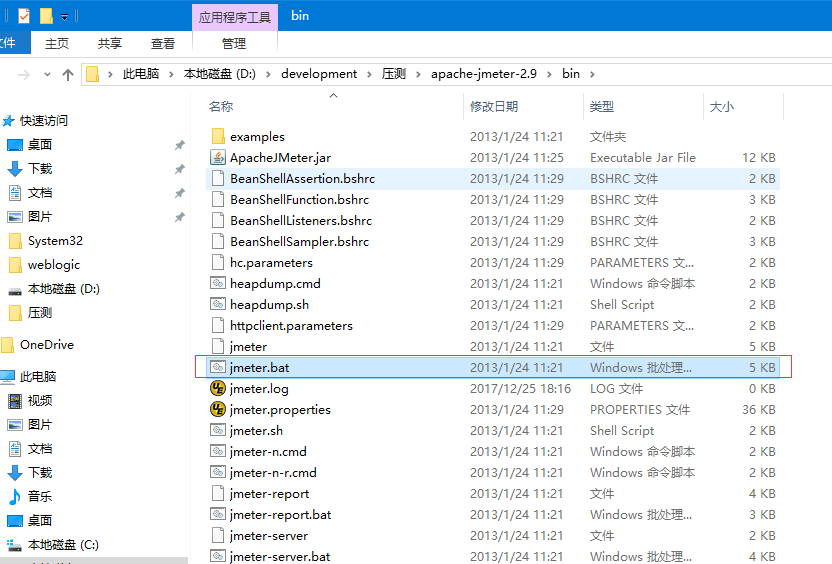 应用程序工具 bin
文件 主页 共享 查看 管理
此电脑 本地磁盘 (D:) development 压测 apache-jmeter-2.9 bin
名称 修改日期 类型 大小
快速访问
桌面
下载
文档
图片
System32
weblogic
本地磁盘 (D:)
压测
OneDrive
此电脑
视频
图片
文档
下载
音乐
桌面
本地磁盘 (C:)
examples 2013/1/24 11:21 文件夹
ApacheJMeter.jar 2013/1/24 11:25 Executable Jar File 12 KB
BeanShellAssertion.bshrc 2013/1/24 11:29 BSHRC 文件 2 KB
BeanShellFunction.bshrc 2013/1/24 11:29 BSHRC 文件 3 KB
BeanShellListeners.bshrc 2013/1/24 11:29 BSHRC 文件 2 KB
BeanShellSampler.bshrc 2013/1/24 11:29 BSHRC 文件 3 KB
hc.parameters 2013/1/24 11:29 PARAMETERS 文... 2 KB
heapdump.cmd 2013/1/24 11:21 Windows 命令脚本 2 KB
heapdump.sh 2013/1/24 11:21 Shell Script 2 KB
httpclient.parameters 2013/1/24 11:29 PARAMETERS 文... 2 KB
jmeter 2013/1/24 11:21 文件 5 KB
jmeter.bat 2013/1/24 11:21 Windows 批处理... 5 KB
jmeter.log 2017/12/25 18:16 LOG 文件 0 KB
jmeter.properties 2013/1/24 11:29 PROPERTIES 文件 36 KB
jmeter.sh 2013/1/24 11:21 Shell Script 2 KB
jmeter-n.cmd 2013/1/24 11:21 Windows 命令脚本 2 KB
jmeter-n-r.cmd 2013/1/24 11:21 Windows 命令脚本 2 KB
jmeter-report 2013/1/24 11:21 文件 4 KB
jmeter-report.bat 2013/1/24 11:21 Windows 批处理... 3 KB
jmeter-server 2013/1/24 11:21 文件 2 KB
jmeter-server.bat 2013/1/24 11:21 Windows 批处理... 4 KB